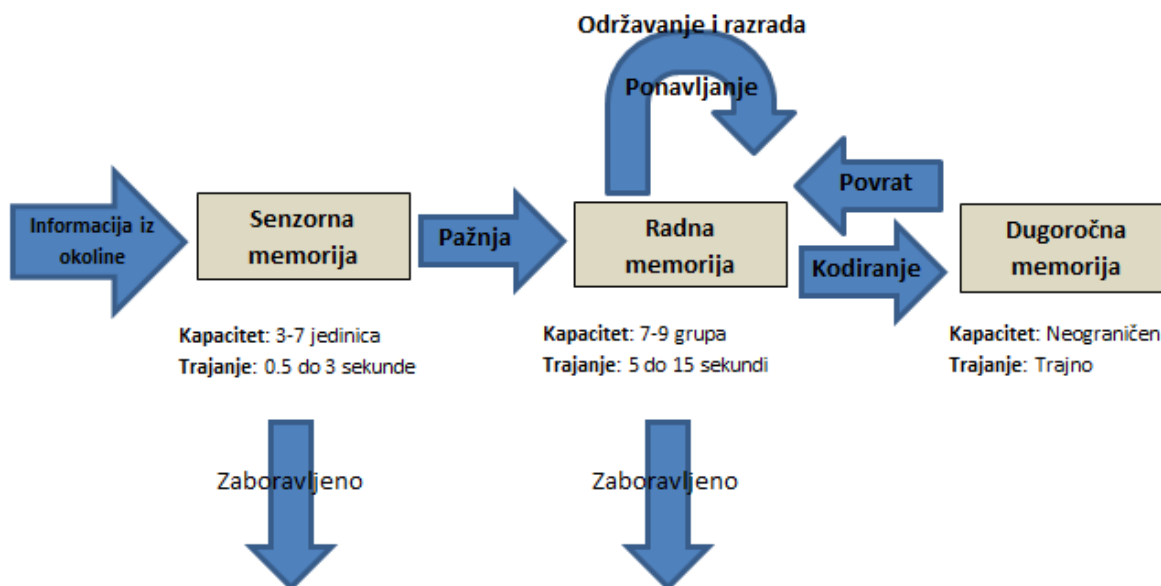 Održavanje i razrada
Ponavljanje
Informacija iz
okoline
Senzorna
memorija
Pažnja
Radna
memorija
Povrat
Kodiranje
Dugoročna
memorija
Kapacitet: 3-7 jedinica
Trajanje: 0.5 do 3 sekunde
Kapacitet: 7-9 grupa
Trajanje: 5 do 15 sekundi
Kapacitet: Neograničen
Trajanje: Trajno
Zaboravljeno
Zaboravljeno